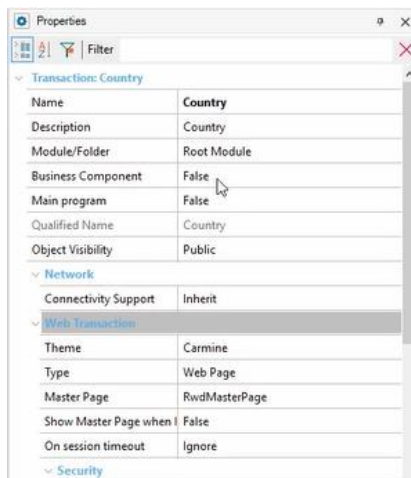 Properties
Filter
Transaction: Country
Name Country
Description Country
Module/Folder Root Module
Business Component False
Main program False
Qualified Name Country
Object Visibility Public
Network
Connectivity Support Inherit
Web Transaction
Theme Carmine
Type Web Page
Master Page RwdMasterPage
Show Master Page when False
On session timeout Ignore
Security